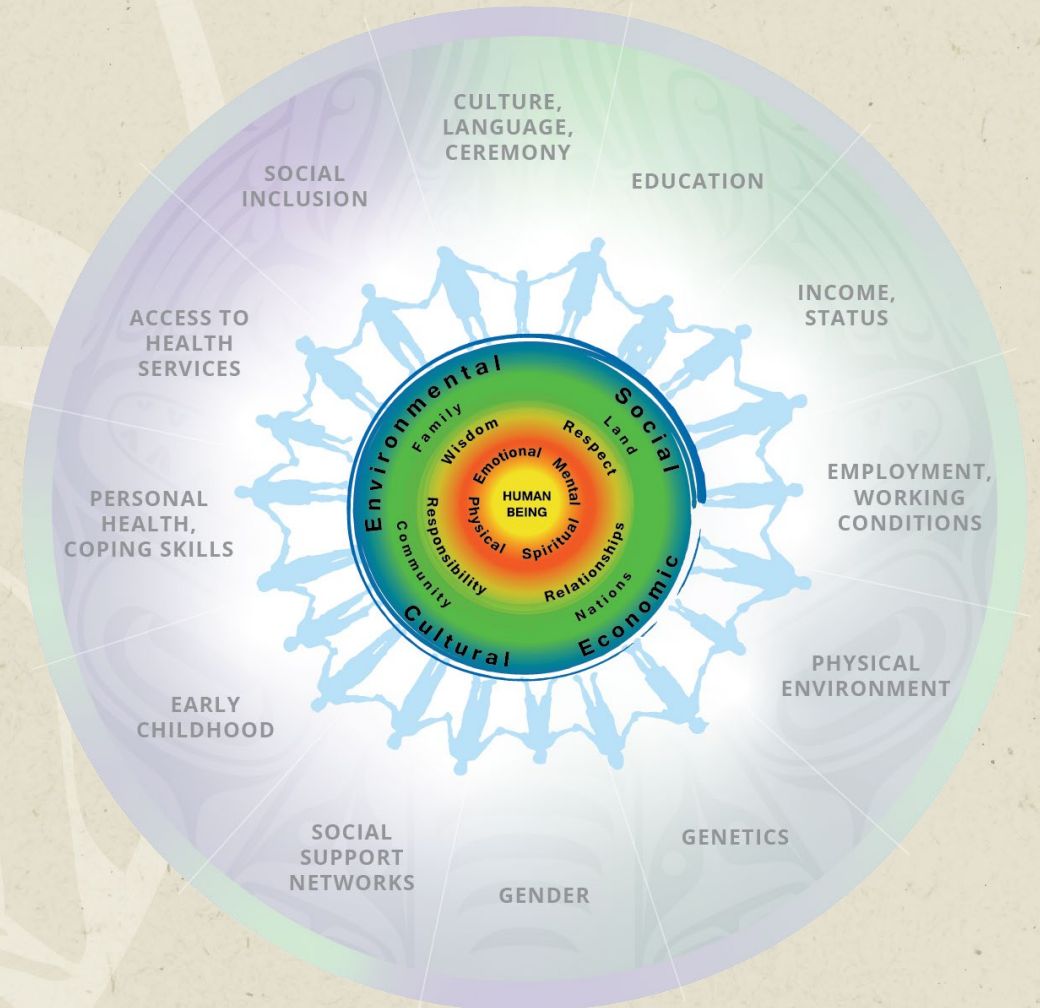 CULTURE,
LANGUAGE,
CEREMONY
EDUCATION
INCOME,
STATUS
EMPLOYMENT,
WORKING
CONDITIONS
PHYSICAL
ENVIRONMENT
GENETICS
GENDER
SOCIAL
SUPPORT
NETWORKS
EARLY
CHILDHOOD
PERSONAL
HEALTH,
COPING SKILLS
ACCESS TO
HEALTH
SERVICES
SOCIAL
INCLUSION
Environmental
Social
Economic
Cultural
Family
Land
Nations
Community
Wisdom
Respect
Relationships
Responsibility
Emotional
Mental
Spiritual
Physical
HUMAN
BEING